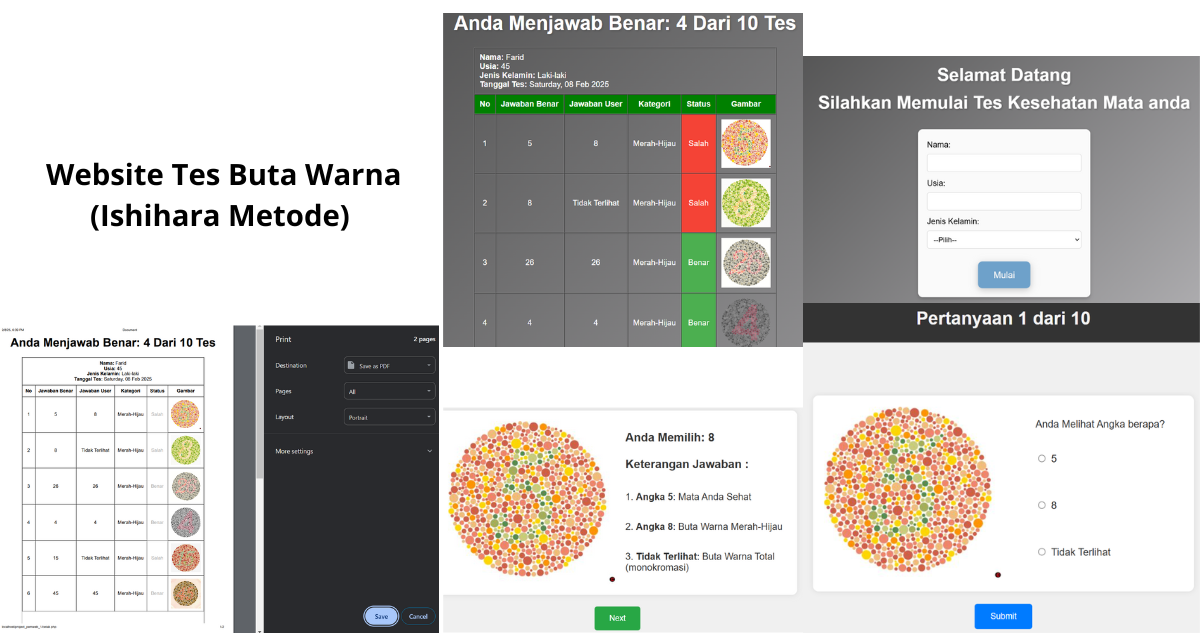 Website Tes Buta Warna
(Ishihara Metode)
Anda Menjawab Benar: 4 Dari 10 Tes
Nama: Farid
Usia: 45
Jenis Kelamin: Laki-laki
Tanggal Tes: Saturday, 08 Feb 2025
No Jawaban Benar Jawaban User Kategori Status Gambar
1 5 8 Merah-Hijau Salah
2 8 Tidak Terlihat Merah-Hijau Salah
3 26 26 Merah-Hijau Benar
4 4 4 Merah-Hijau Benar
Selamat Datang
Silahkan Memulai Tes Kesehatan Mata anda
Nama:
Usia:
Jenis Kelamin:
--Pilih--
Mulai
Pertanyaan 1 dari 10
Anda Melihat Angka berapa?
5
8
Tidak Terlihat
Submit
Anda Memilih: 8
Keterangan Jawaban :
1. Angka 5: Mata Anda Sehat
2. Angka 8: Buta Warna Merah-Hijau
3. Tidak Terlihat: Buta Warna Total
(monokromasi)
Next
Document
Anda Menjawab Benar: 4 Dari 10 Tes
Nama: Farid
Usia: 45
Jenis Kelamin: Laki-laki
Tanggal Tes: Saturday, 08 Feb 2025
No Jawaban Benar Jawaban User Kategori Status Gambar
1 5 8 Merah-Hijau Salah
2 8 Tidak Terlihat Merah-Hijau Salah
3 26 26 Merah-Hijau Benar
4 4 4 Merah-Hijau Benar
5 15 Tidak Terlihat Merah-Hijau Salah
6 45 45 Merah-Hijau Benar
1/2
Print 2 pages
Destination Save as PDF
Pages All
Layout Portrait
More settings
Save Cancel